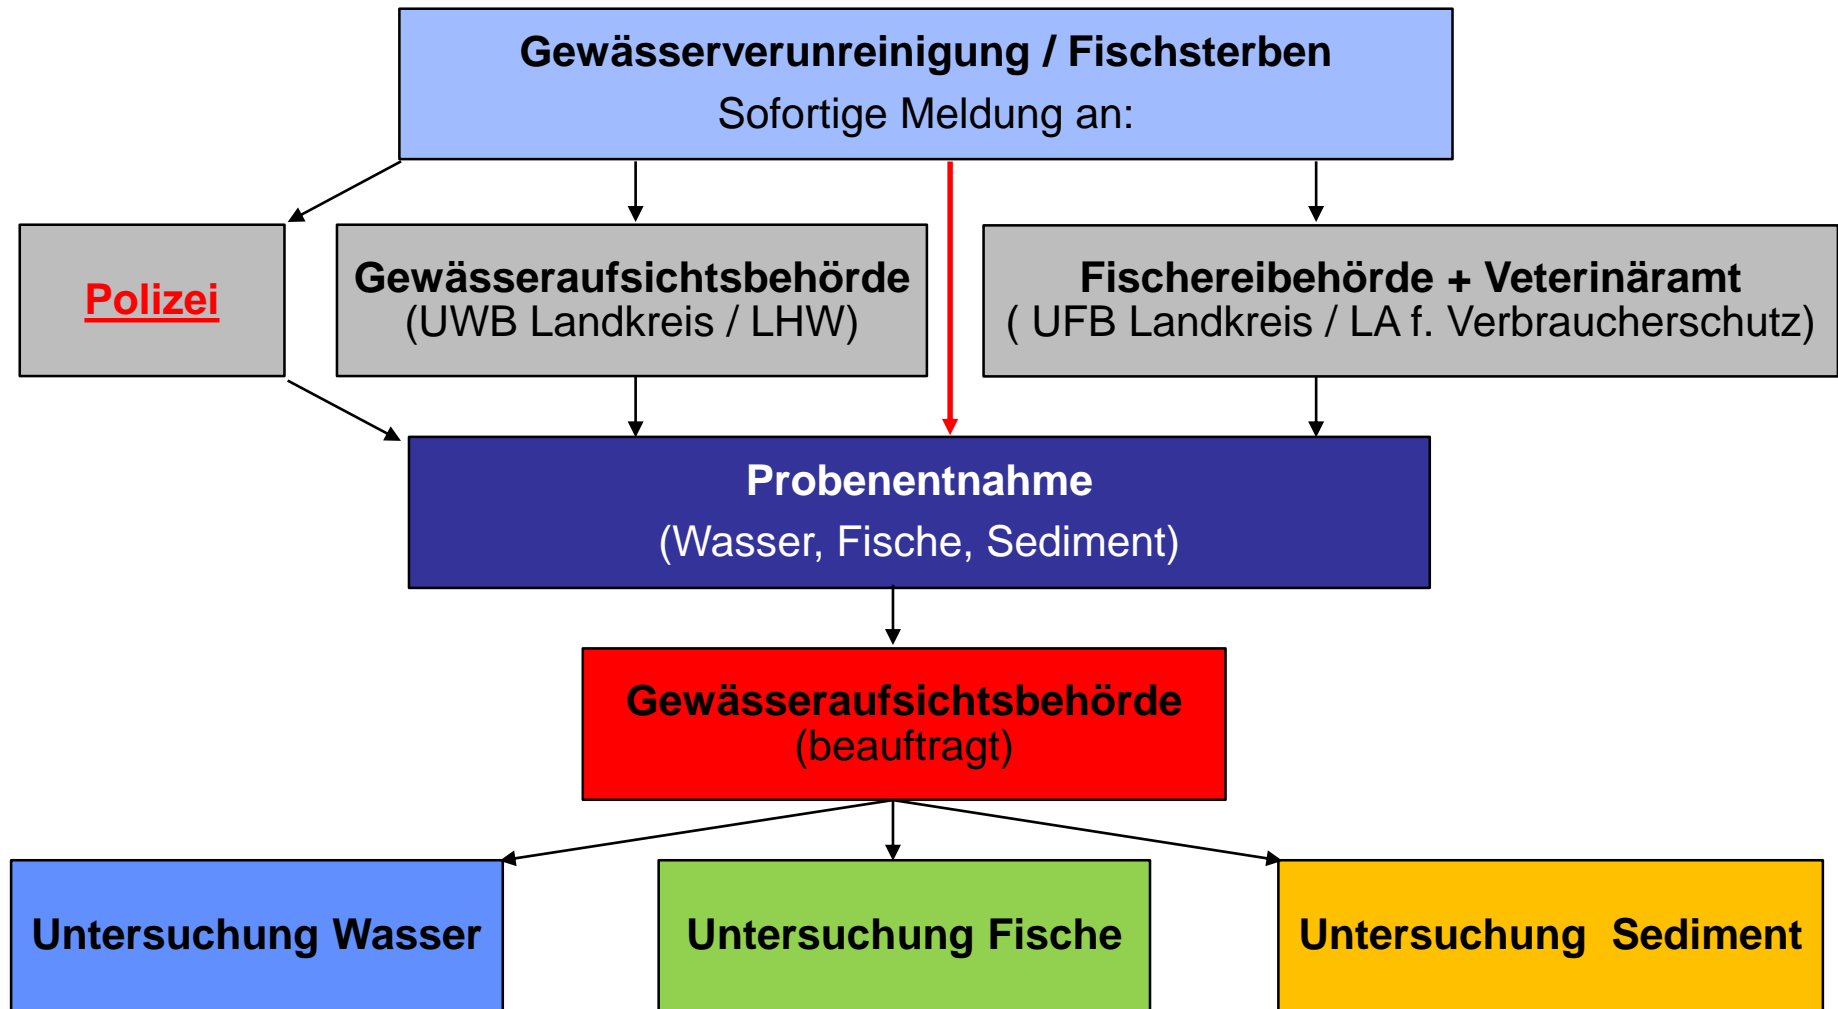 Gewässerverunreinigung / Fischsterben
Sofortige Meldung an:
Polizei
Gewässeraufsichtsbehörde
(UWB Landkreis / LHW)
Fischereibehörde + Veterinäramt
( UFB Landkreis / LA f. Verbraucherschutz)
Probenentnahme
(Wasser, Fische, Sediment)
Gewässeraufsichtsbehörde
(beauftragt)
Untersuchung Wasser
Untersuchung Fische
Untersuchung Sediment